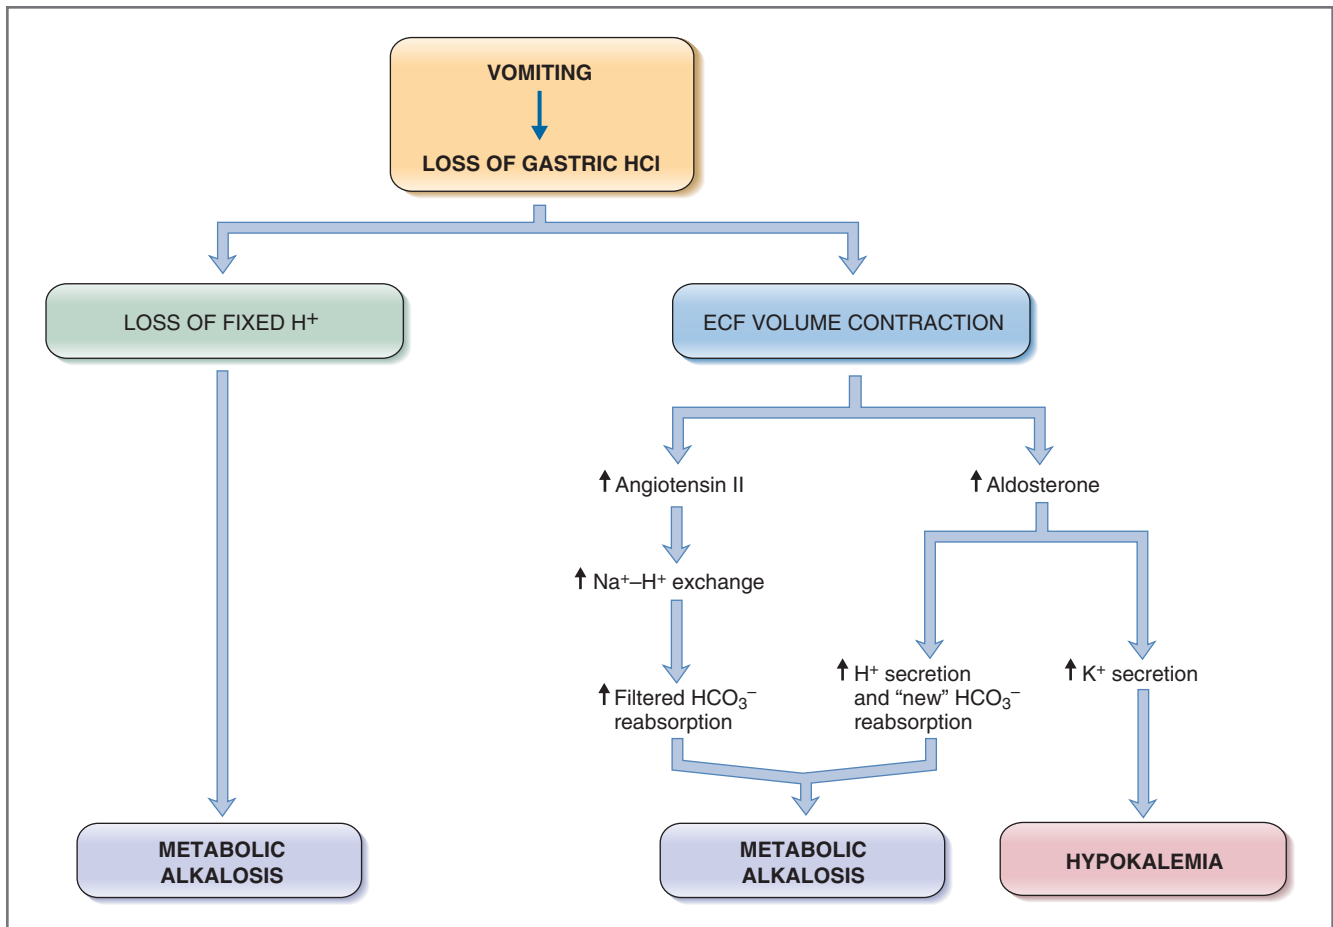 VOMITING
LOSS OF GASTRIC HCl
LOSS OF FIXED H⁺
ECF VOLUME CONTRACTION
↑ Angiotensin II
↑ Aldosterone
↑ Na⁺–H⁺ exchange
↑ Filtered HCO₃⁻
reabsorption
↑ H⁺ secretion
and “new” HCO₃⁻
reabsorption
↑ K⁺ secretion
METABOLIC
ALKALOSIS
METABOLIC
ALKALOSIS
HYPOKALEMIA